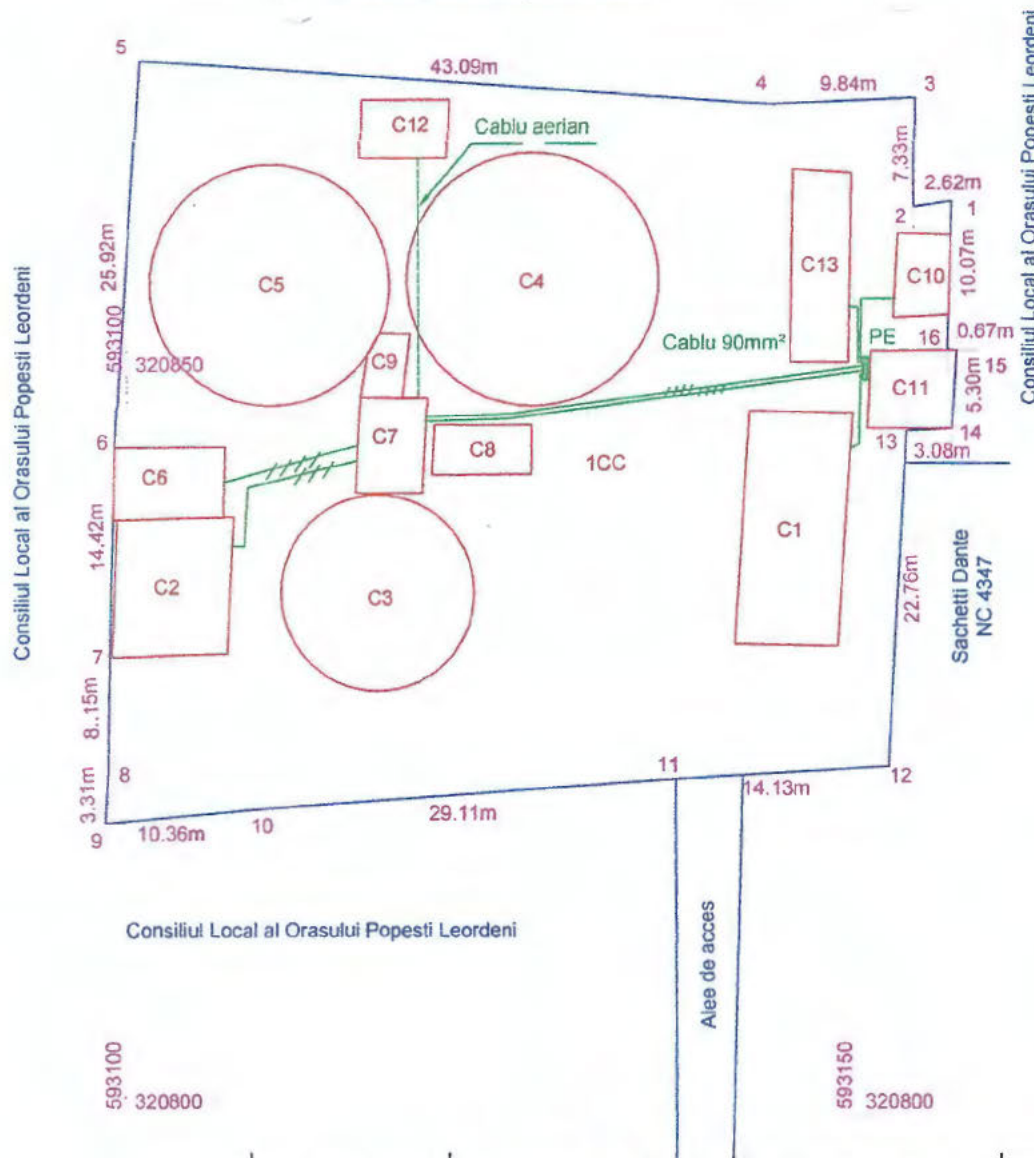 5
43.09m
4
9.84m
3
Consiliul Local al Orasului Popesti Leordeni
C12
Cablu aerian
7.33m
2.62m
2
1
C5
C4
C13
C10
10.07m
25.92m
593100
320850
Cablu 90mm²
PE
16
0.67m
15
C9
C11
5.30m
Consiliul Local al Orasului Popesti Leordeni
6
C7
C8
1CC
13
14
3.08m
C6
14.42m
C2
C3
C1
22.76m
Sachetti Dante
NC 4347
7
8..15m
8
3.31m
9
10.36m
10
29.11m
11
14.13m
12
Consiliul Local al Orasului Popesti Leordeni
Alee de acces
593100
320800
593150
320800